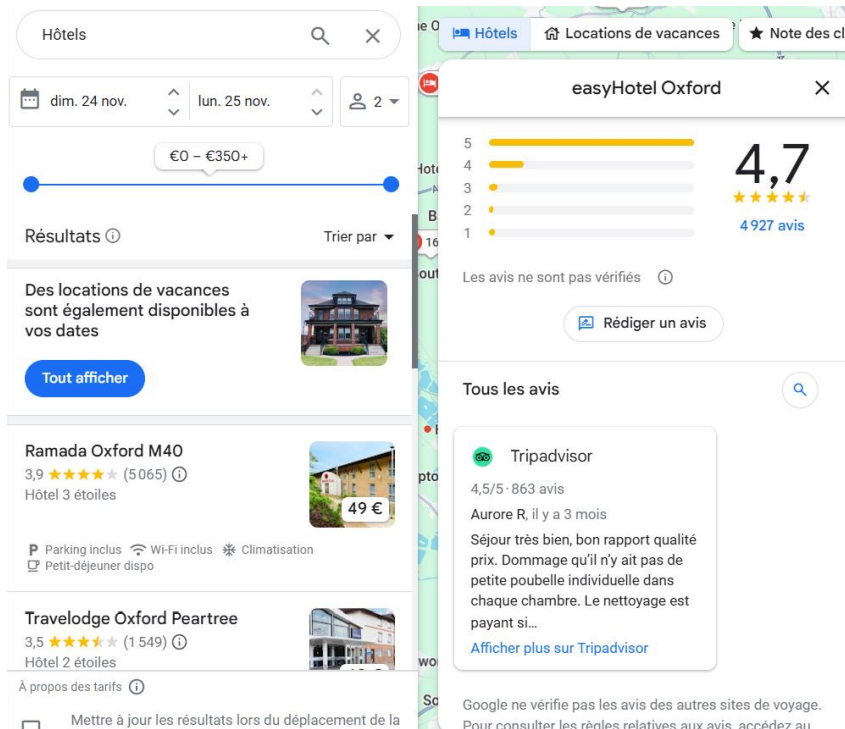 Hôtels
dim. 24 nov.
lun. 25 nov.
2
€0 – €350+
Résultats
Trier par
Des locations de vacances
sont également disponibles à
vos dates
Tout afficher
Ramada Oxford M40
3,9 (5 065)
Hôtel 3 étoiles
49 €
P Parking inclus Wi-Fi inclus Climatisation
Petit-déjeuner dispo
Travelodge Oxford Peartree
3,5 (1 549)
Hôtel 2 étoiles
À propos des tarifs
Mettre à jour les résultats lors du déplacement de la
Hôtels
Locations de vacances
Note des cl
easyHotel Oxford
5
4
3
2
1
4,7
4 927 avis
Les avis ne sont pas vérifiés
Rédiger un avis
Tous les avis
Tripadvisor
4,5/5 · 863 avis
Aurore R, il y a 3 mois
Séjour très bien, bon rapport qualité
prix. Dommage qu'il n'y ait pas de
petite poubelle individuelle dans
chaque chambre. Le nettoyage est
payant si…
Afficher plus sur Tripadvisor
Google ne vérifie pas les avis des autres sites de voyage.
Pour consulter les règles relatives aux avis, accédez au